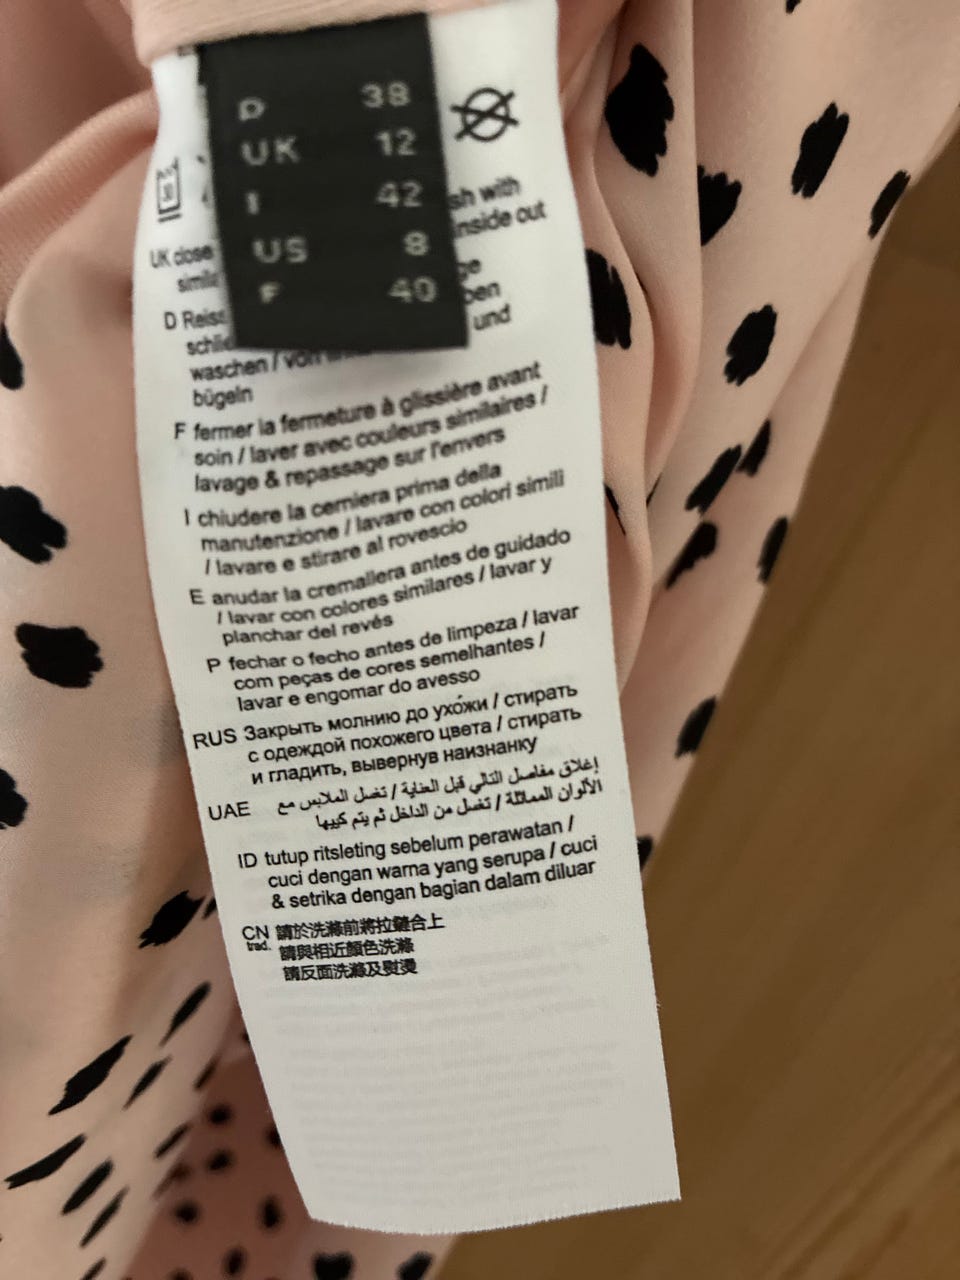 D 38
UK 12
I 42
US 8
F 40
30
sh with
UK close
nside out
ge
D Reiss
ben
und
waschen / von
bügeln
F fermer la fermeture à glissière avant
soin / laver avec couleurs similaires /
lavage & repassage sur l'envers
I chiudere la cerniera prima della
manutenzione / lavare con colori simili
/ lavare e stirare al rovescio
E anudar la cremallera antes de guidado
/ lavar con colores similares / lavar y
planchar del revés
P fechar o fecho antes de limpeza / lavar
com peças de cores semelhantes /
lavar e engomar do avesso
RUS Закрыть молнию до ухо́жи / стирать
с одеждой похожего цвета / стирать
и гладить, вывернув наизнанку
UAE إغلاق مفاصل التالي قبل العناية / تغسل الملابس مع
الألوان المماثلة / تغسل من الداخل ثم يتم كييها
ID tutup ritsleting sebelum perawatan /
cuci dengan warna yang serupa / cuci
& setrika dengan bagian dalam diluar
CN 請於洗滌前將拉鏈合上
trad. 請與相近顏色洗滌
請反面洗滌及熨燙